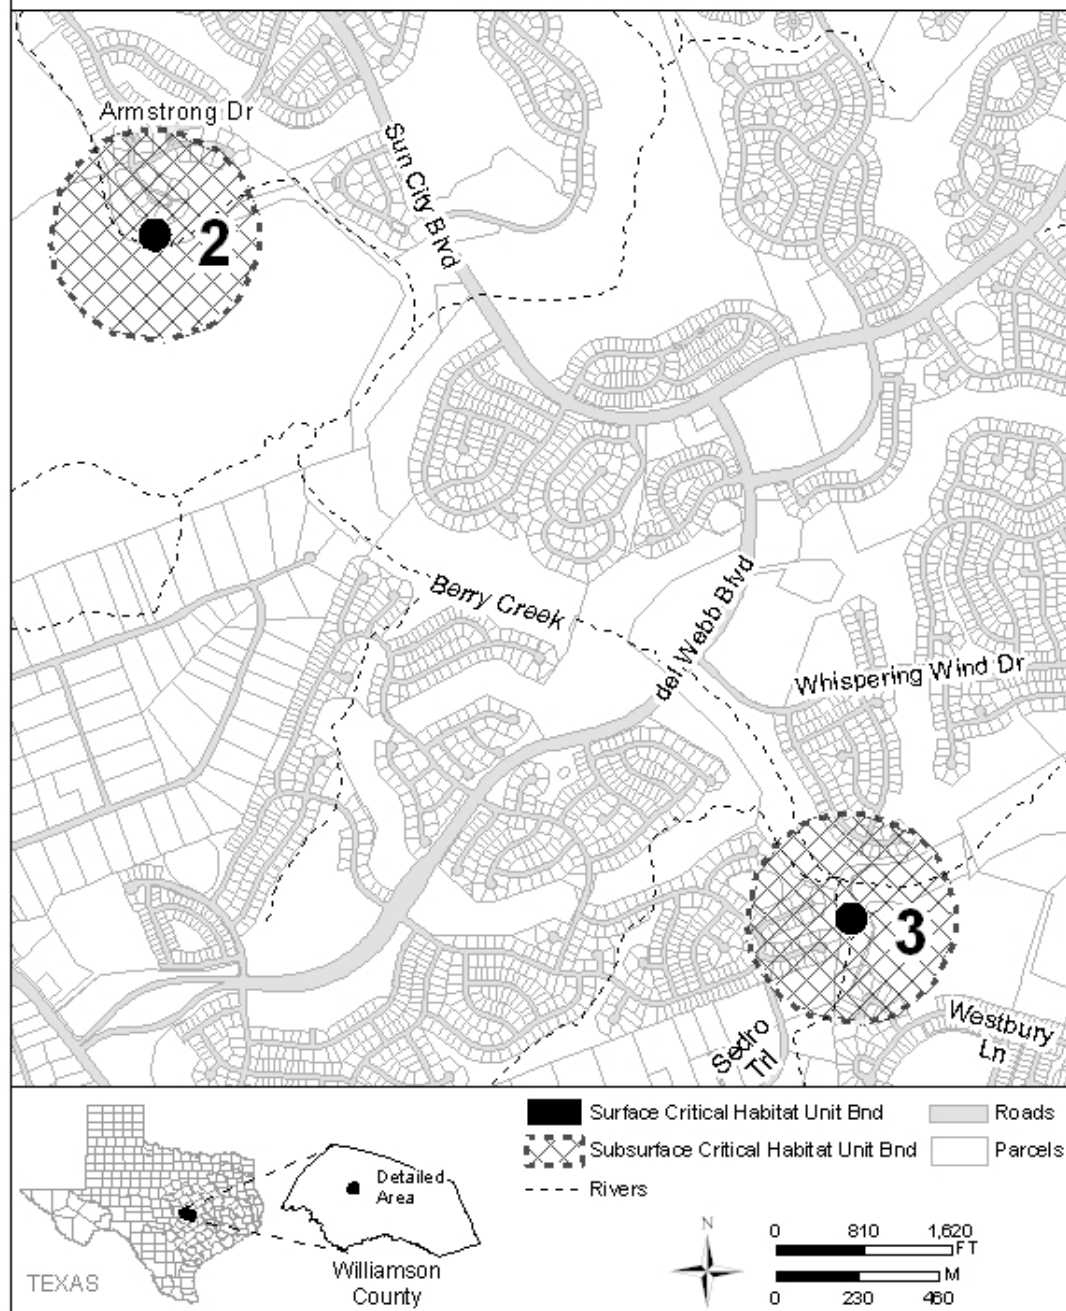 Armstrong Dr
Sun City Blvd
2
Berry Creek
del Webb Blvd
Whispering Wind Dr
3
Sedro
Trl
Westbury
Ln
Surface Critical Habitat Unit Bnd
Roads
Subsurface Critical Habitat Unit Bnd
Parcels
Rivers
Detailed
Area
Williamson
County
TEXAS
N
0 810 1,620
FT
M
0 230 460